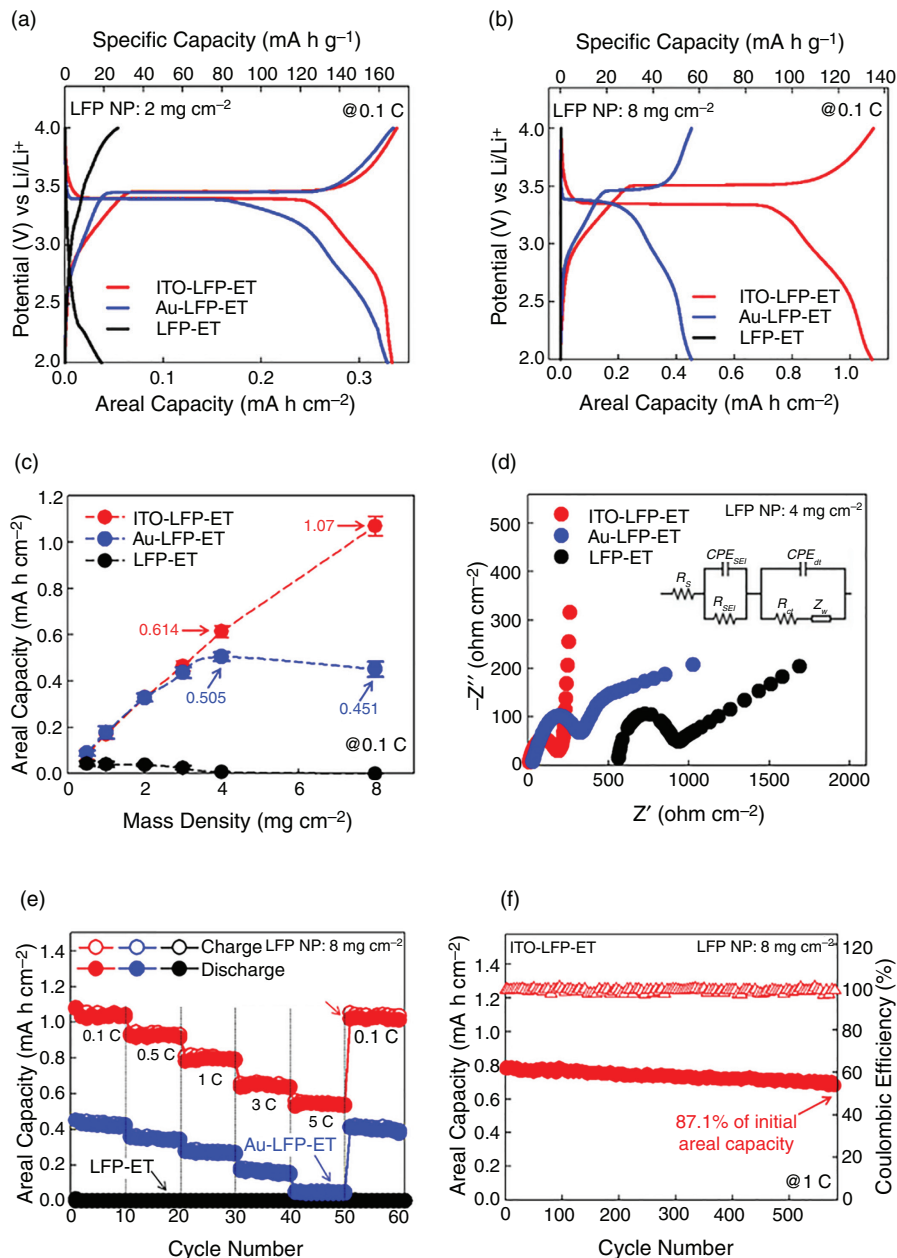 (a)
Specific Capacity (mA h g–1)
0 20 40 60 80 100 120 140 160
LFP NP: 2 mg cm–2
@0.1 C
4.0
3.5
3.0
2.5
2.0
Potential (V) vs Li/Li+
ITO-LFP-ET
Au-LFP-ET
LFP-ET
0.0 0.1 0.2 0.3
Areal Capacity (mA h cm–2)
(b)
Specific Capacity (mA h g–1)
0 20 40 60 80 100 120 140
LFP NP: 8 mg cm–2
@0.1 C
4.0
3.5
3.0
2.5
2.0
Potential (V) vs Li/Li+
ITO-LFP-ET
Au-LFP-ET
LFP-ET
0.0 0.2 0.4 0.6 0.8 1.0
Areal Capacity (mA h cm–2)
(c)
1.2
1.0
0.8
0.6
0.4
0.2
0.0
Areal Capacity (mA h cm–2)
ITO-LFP-ET
Au-LFP-ET
LFP-ET
1.07
0.614
0.505
0.451
@0.1 C
0 2 4 6 8
Mass Density (mg cm–2)
(d)
500
400
300
200
100
0
–Z′′ (ohm cm–2)
ITO-LFP-ET
Au-LFP-ET
LFP-ET
LFP NP: 4 mg cm–2
RS
CPESEI
RSEI
CPEdt
Rct
Zw
0 500 1000 1500 2000
Z′ (ohm cm–2)
(e)
1.4
1.2
1.0
0.8
0.6
0.4
0.2
0.0
Areal Capacity (mA h cm–2)
Charge
LFP NP: 8 mg cm–2
Discharge
0.1 C
0.5 C
1 C
3 C
5 C
0.1 C
Au-LFP-ET
LFP-ET
0 10 20 30 40 50 60
Cycle Number
(f)
ITO-LFP-ET
LFP NP: 8 mg cm–2
1.4
1.2
1.0
0.8
0.6
0.4
0.2
0.0
Areal Capacity (mA h cm–2)
120
100
80
60
40
20
0
Coulombic Efficiency (%)
87.1% of initial
areal capacity
@1 C
0 100 200 300 400 500
Cycle Number